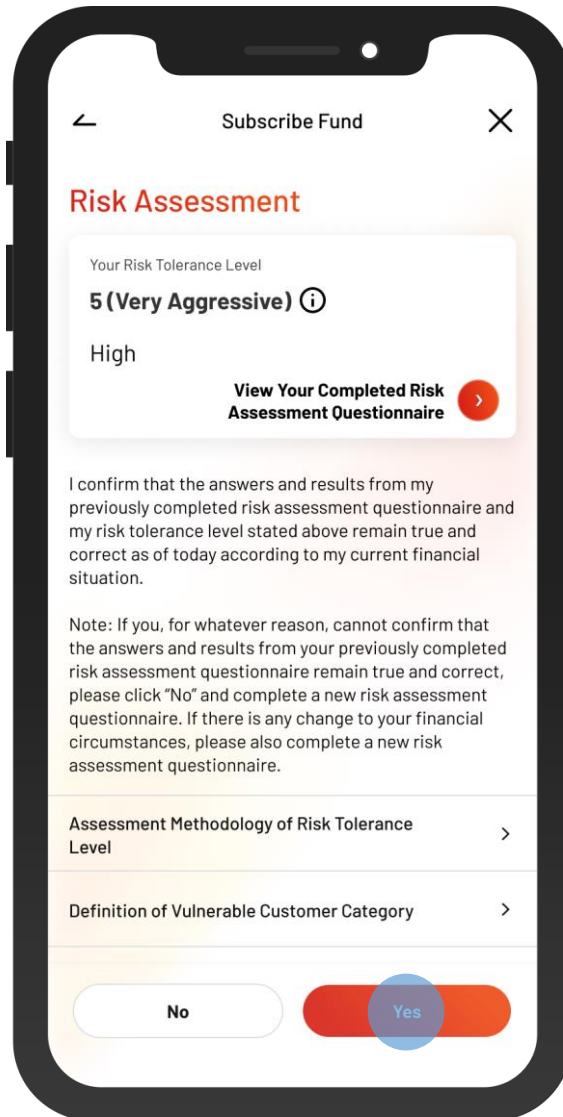 Subscribe Fund
Risk Assessment
Your Risk Tolerance Level
5 (Very Aggressive)
High
View Your Completed Risk
Assessment Questionnaire
I confirm that the answers and results from my
previously completed risk assessment questionnaire and
my risk tolerance level stated above remain true and
correct as of today according to my current financial
situation.
Note: If you, for whatever reason, cannot confirm that
the answers and results from your previously completed
risk assessment questionnaire remain true and correct,
please click “No” and complete a new risk assessment
questionnaire. If there is any change to your financial
circumstances, please also complete a new risk
assessment questionnaire.
Assessment Methodology of Risk Tolerance
Level
Definition of Vulnerable Customer Category
No
Yes